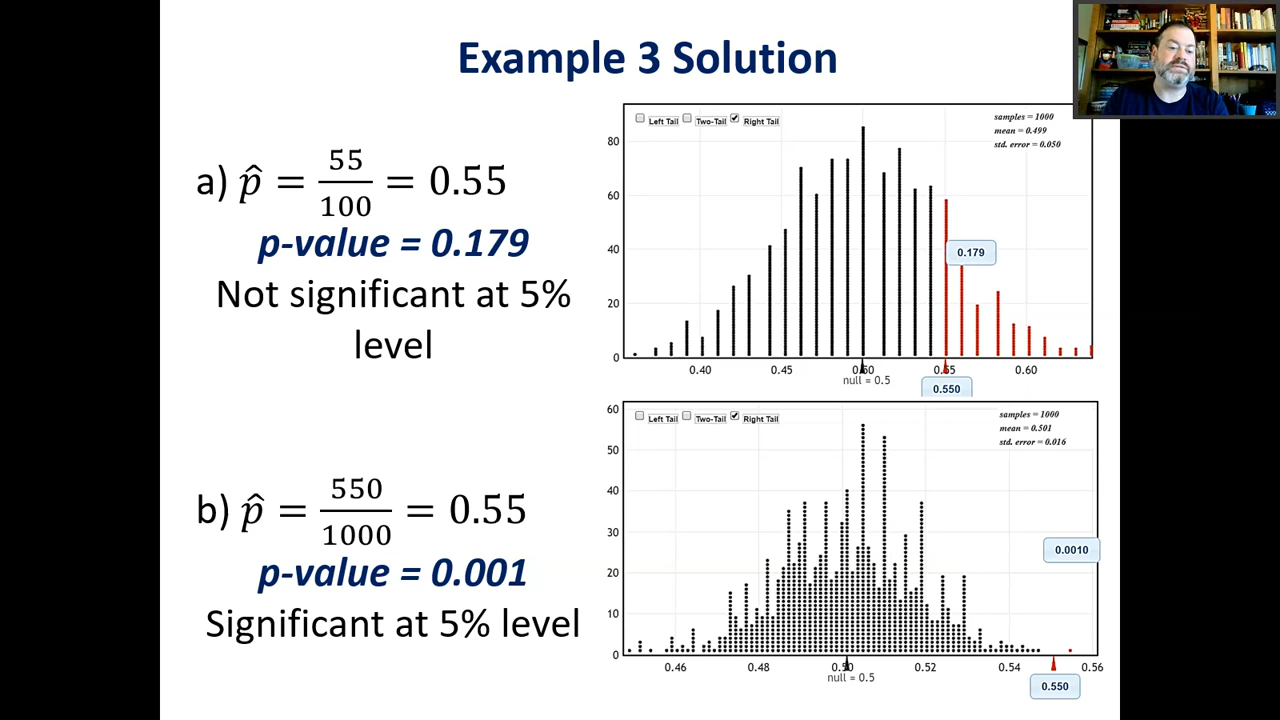 Example 3 Solution
a) p̂ = 55/100 = 0.55
p-value = 0.179
Not significant at 5%
level
Left Tail Two-Tail Right Tail
samples = 1000
mean = 0.499
std. error = 0.050
80
60
40
20
0
0.179
0.40 0.45 0.50 0.55 0.60
null = 0.5
0.550
b) p̂ = 550/1000 = 0.55
p-value = 0.001
Significant at 5% level
Left Tail Two-Tail Right Tail
samples = 1000
mean = 0.501
std. error = 0.016
60
50
40
30
20
10
0
0.0010
0.46 0.48 0.50 0.52 0.54 0.56
null = 0.5
0.550